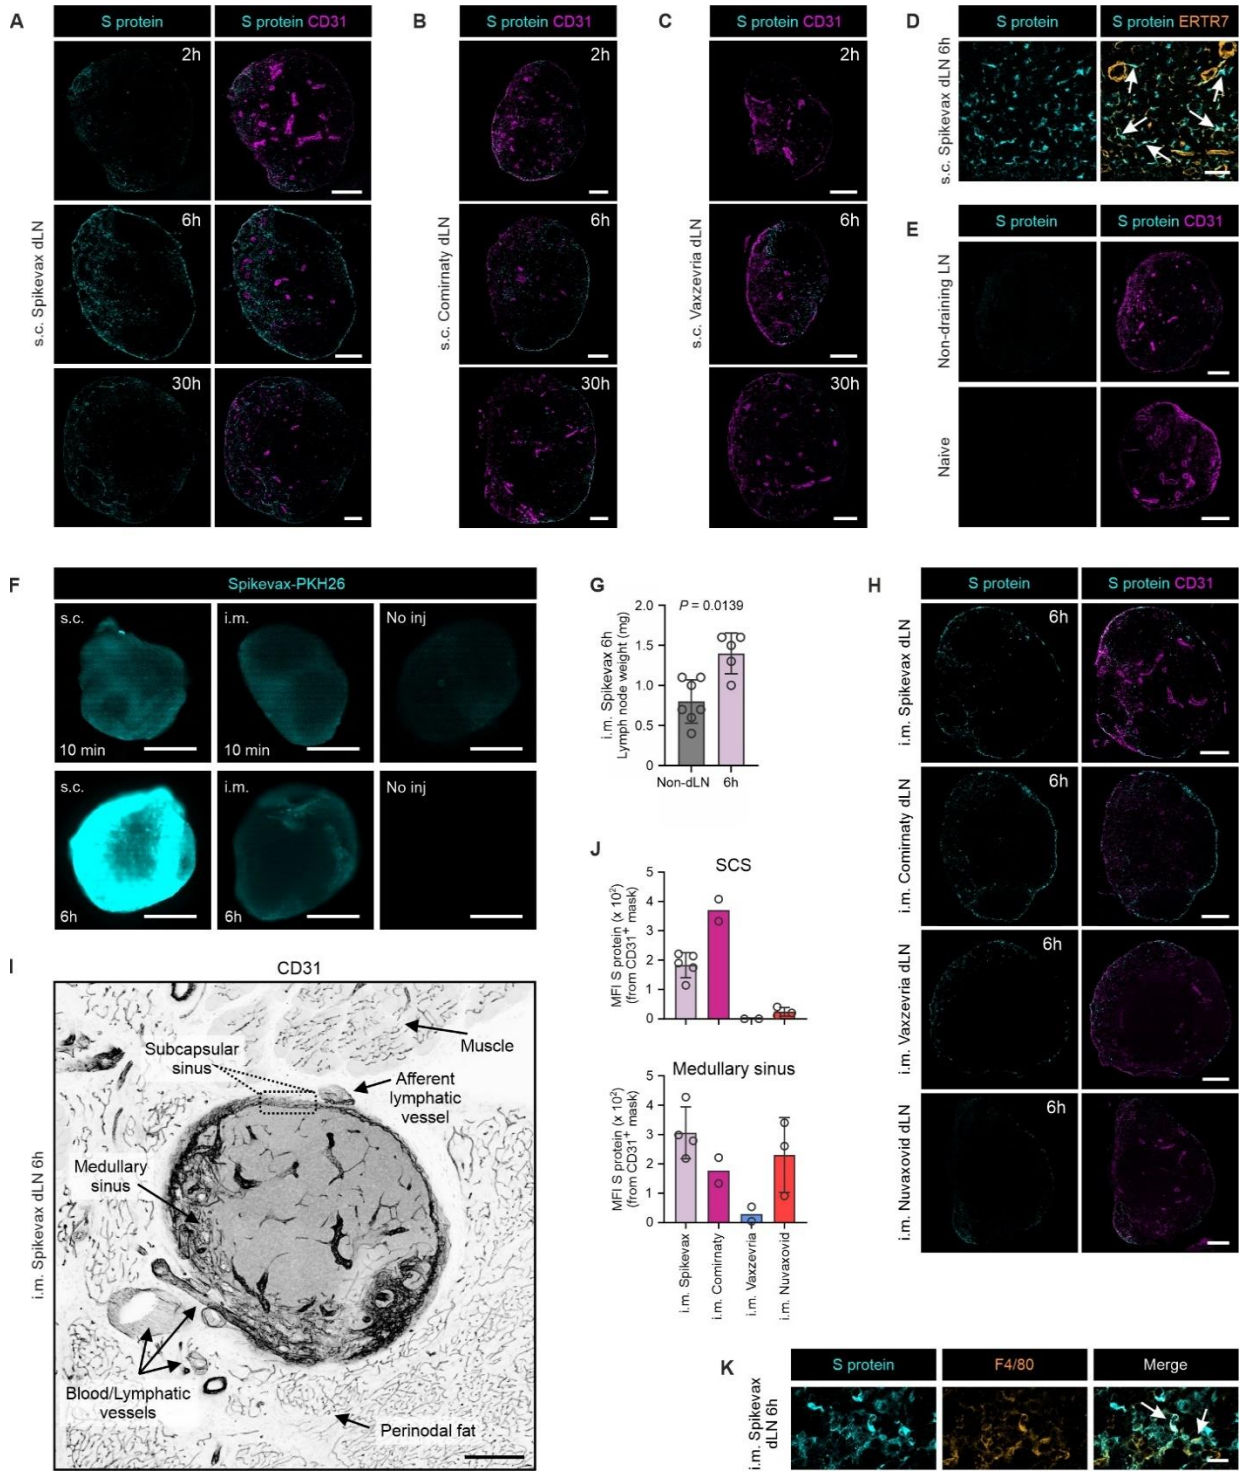 A
S protein
S protein CD31
s.c. Spikevax dLN
2h
6h
30h
B
S protein CD31
s.c. Comirnaty dLN
2h
6h
30h
C
S protein CD31
s.c. Vaxzevria dLN
2h
6h
30h
D
S protein
S protein ERTR7
s.c. Spikevax dLN 6h
E
S protein
S protein CD31
Non-draining LN
Naive
F
Spikevax-PKH26
s.c.
10 min
i.m.
10 min
No inj
s.c.
6h
i.m.
6h
No inj
G
P = 0.0139
i.m. Spikevax 6h
Lymph node weight (mg)
2.0
1.5
1.0
0.5
0
Non-dLN
6h
H
S protein
S protein CD31
i.m. Spikevax dLN
6h
i.m. Comirnaty dLN
6h
i.m. Vaxzevria dLN
6h
i.m. Nuvaxovid dLN
6h
I
CD31
i.m. Spikevax dLN 6h
Muscle
Subcapsular
sinus
Afferent
lymphatic
vessel
Medullary
sinus
Blood/Lymphatic
vessels
Perinodal fat
J
SCS
MFI S protein (x 10²)
(from CD31⁺ mask)
5
4
3
2
1
0
Medullary sinus
MFI S protein (x 10²)
(from CD31⁺ mask)
5
4
3
2
1
0
i.m. Spikevax
i.m. Comirnaty
i.m. Vaxzevria
i.m. Nuvaxovid
K
S protein
F4/80
Merge
i.m. Spikevax
dLN 6h